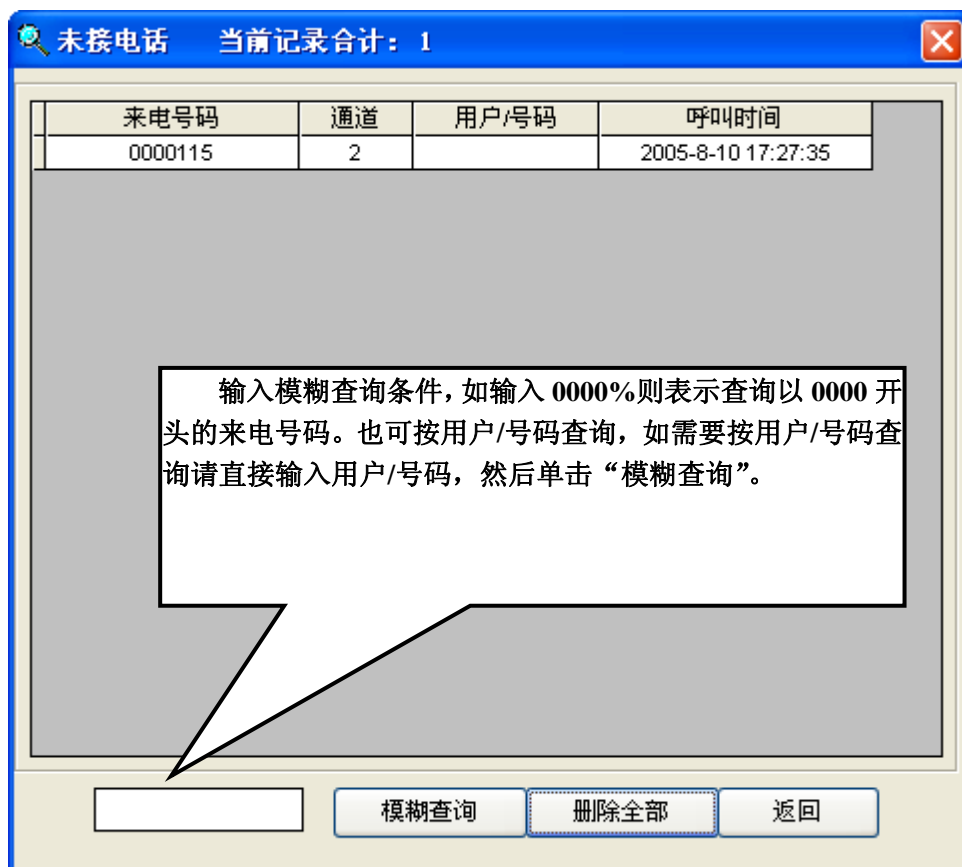 未接电话 当前记录合计: 1
来电号码 通道 用户/号码 呼叫时间
0000115 2 2005-8-10 17:27:35
输入模糊查询条件,如输入 0000%则表示查询以 0000 开
头的来电号码。也可按用户/号码查询，如需要按用户/号码查
询请直接输入用户/号码，然后单击“模糊查询”。
模糊查询 删除全部 返回